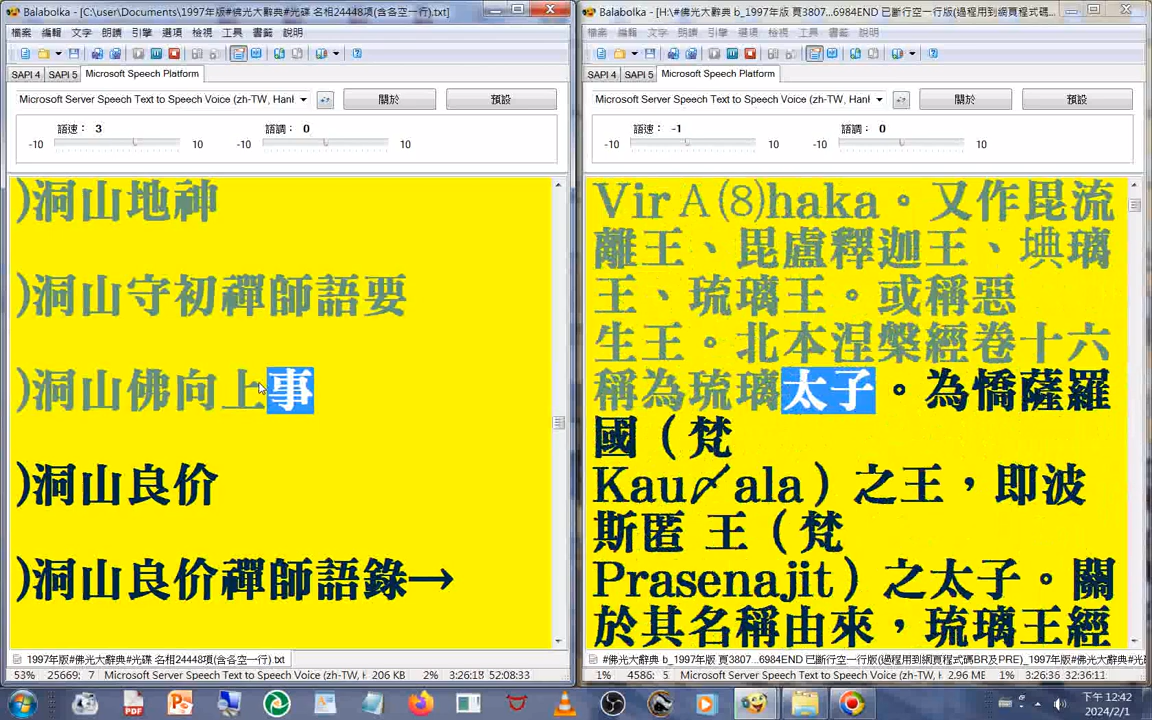 Balabolka - [C:\user\Documents\1997年版#佛光大辭典#光碟 名相24448項(含各空一行).txt]
檔案 編輯 文字 朗讀 引擎 選項 檢視 工具 書籤 說明
SAPI 4 SAPI 5 Microsoft Speech Platform
Microsoft Server Speech Text to Speech Voice (zh-TW, Hanl
關於 預設
語速： 3 語調： 0
-10 10 -10 10
)洞山地神
)洞山守初禪師語要
)洞山佛向上事
)洞山良价
)洞山良价禪師語錄→
1997年版#佛光大辭典#光碟 名相24448項(含各空一行).txt
53% 25669: 7 Microsoft Server Speech Text to Speech Voice (zh-TW, H 206 KB 2% 3:26:18 52:08:33
Balabolka - [H:\#佛光大辭典 b_1997年版 頁3807...6984END 已斷行空一行版(過程用到網頁程式碼...
檔案 編輯 文字 朗讀 引擎 選項 檢視 工具 書籤 說明
SAPI 4 SAPI 5 Microsoft Speech Platform
Microsoft Server Speech Text to Speech Voice (zh-TW, Hanl
關於 預設
語速： -1 語調： 0
-10 10 -10 10
Vir A (8)haka。又作毘流
離王、毘盧釋迦王、㙉璃
王、琉璃王。或稱惡
生王。北本涅槃經卷十六
稱為琉璃太子。為憍薩羅
國（梵
Kau〆ala）之王，即波
斯匿 王（梵
Prasenajit）之太子。關
於其名稱由來，琉璃王經
#佛光大辭典 b_1997年版 頁3807...6984END 已斷行空一行版(過程用到網頁程式碼BR及PRE)_1997年版#光
1% 4586: 5 Microsoft Server Speech Text to Speech Voice (zh-TW, H 2.96 ME 1% 3:26:36 32:36:11
下午 12:42
2024/2/1